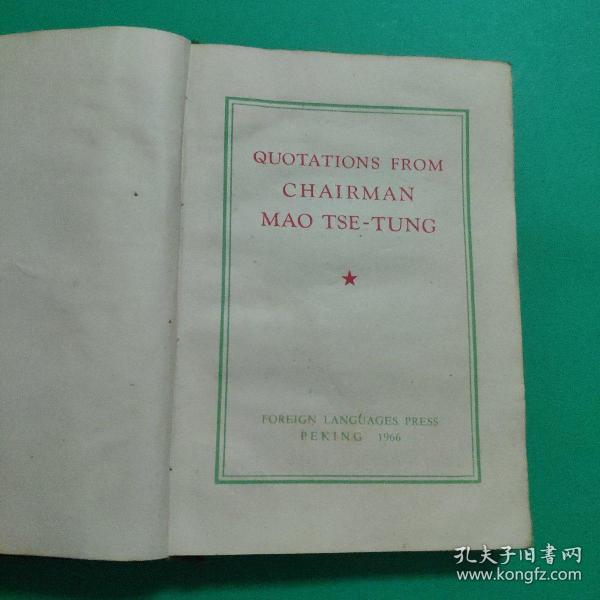 QUOTATIONS FROM
CHAIRMAN
MAO TSE-TUNG
FOREIGN LANGUAGES PRESS
PEKING 1966
孔夫子旧书网
www.kongfz.com